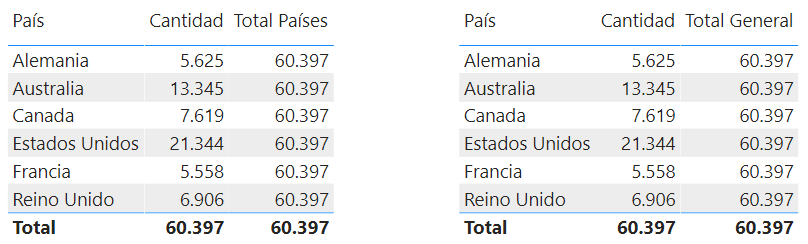 País Cantidad Total Países
Alemania 5.625 60.397
Australia 13.345 60.397
Canada 7.619 60.397
Estados Unidos 21.344 60.397
Francia 5.558 60.397
Reino Unido 6.906 60.397
Total 60.397 60.397
País Cantidad Total General
Alemania 5.625 60.397
Australia 13.345 60.397
Canada 7.619 60.397
Estados Unidos 21.344 60.397
Francia 5.558 60.397
Reino Unido 6.906 60.397
Total 60.397 60.397